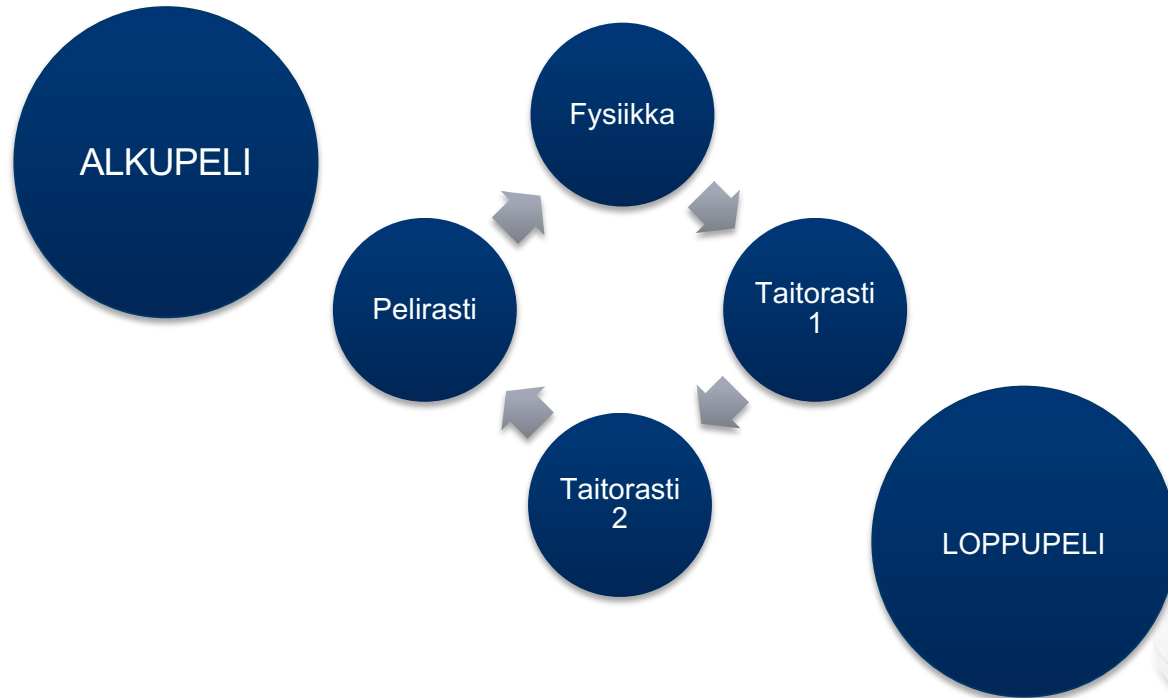 ALKUPELI
Fysiikka
Taitorasti
1
Taitorasti
2
Pelirasti
LOPPUPELI